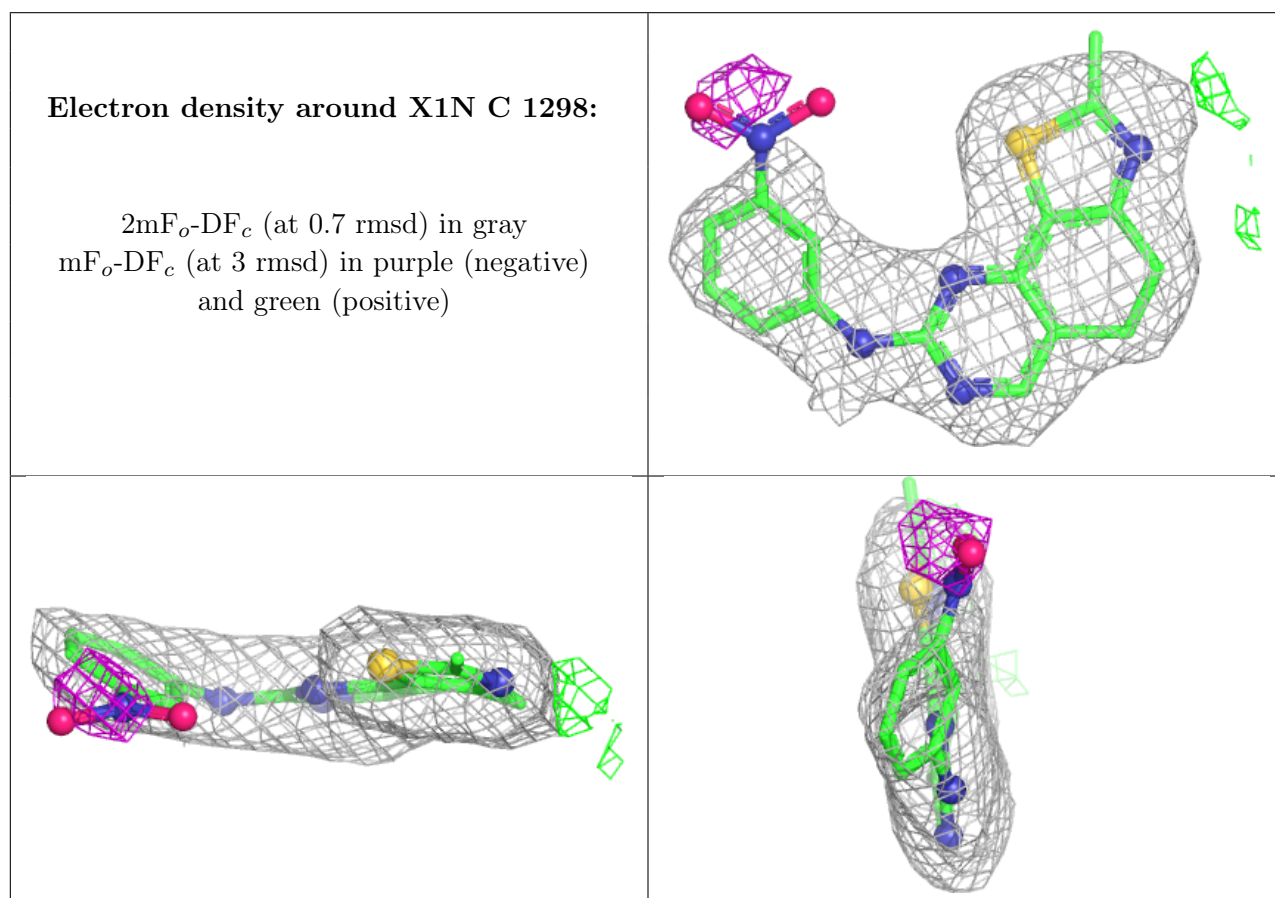 Electron density around X1N C 1298:
2mFo-DFc (at 0.7 rmsd) in gray
mFo-DFc (at 3 rmsd) in purple (negative)
and green (positive)